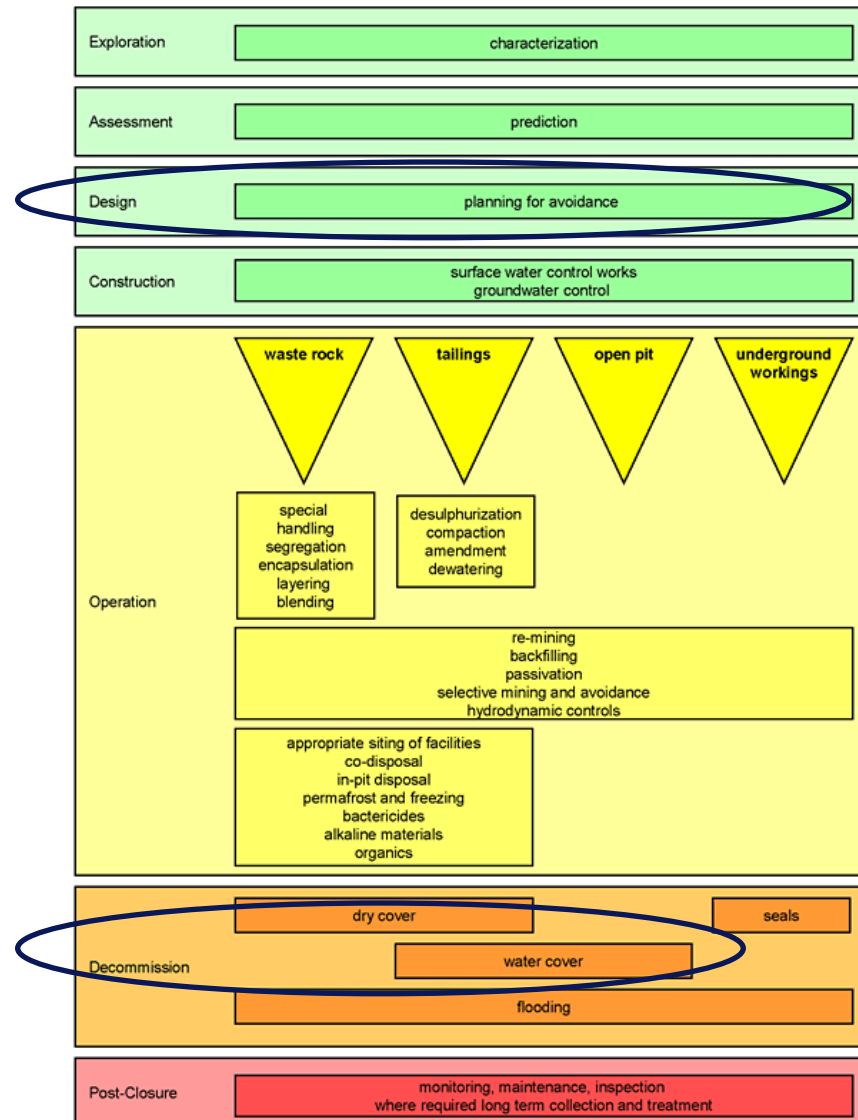 Exploration
characterization
Assessment
prediction
Design
planning for avoidance
Construction
surface water control works
groundwater control
Operation
waste rock
tailings
open pit
underground
workings
special
handling
segregation
encapsulation
layering
blending
desulphurization
compaction
amendment
dewatering
re-mining
backfilling
passivation
selective mining and avoidance
hydrodynamic controls
appropriate siting of facilities
co-disposal
in-pit disposal
permafrost and freezing
bactericides
alkaline materials
organics
Decommission
dry cover
seals
water cover
flooding
Post-Closure
monitoring, maintenance, inspection
where required long term collection and treatment